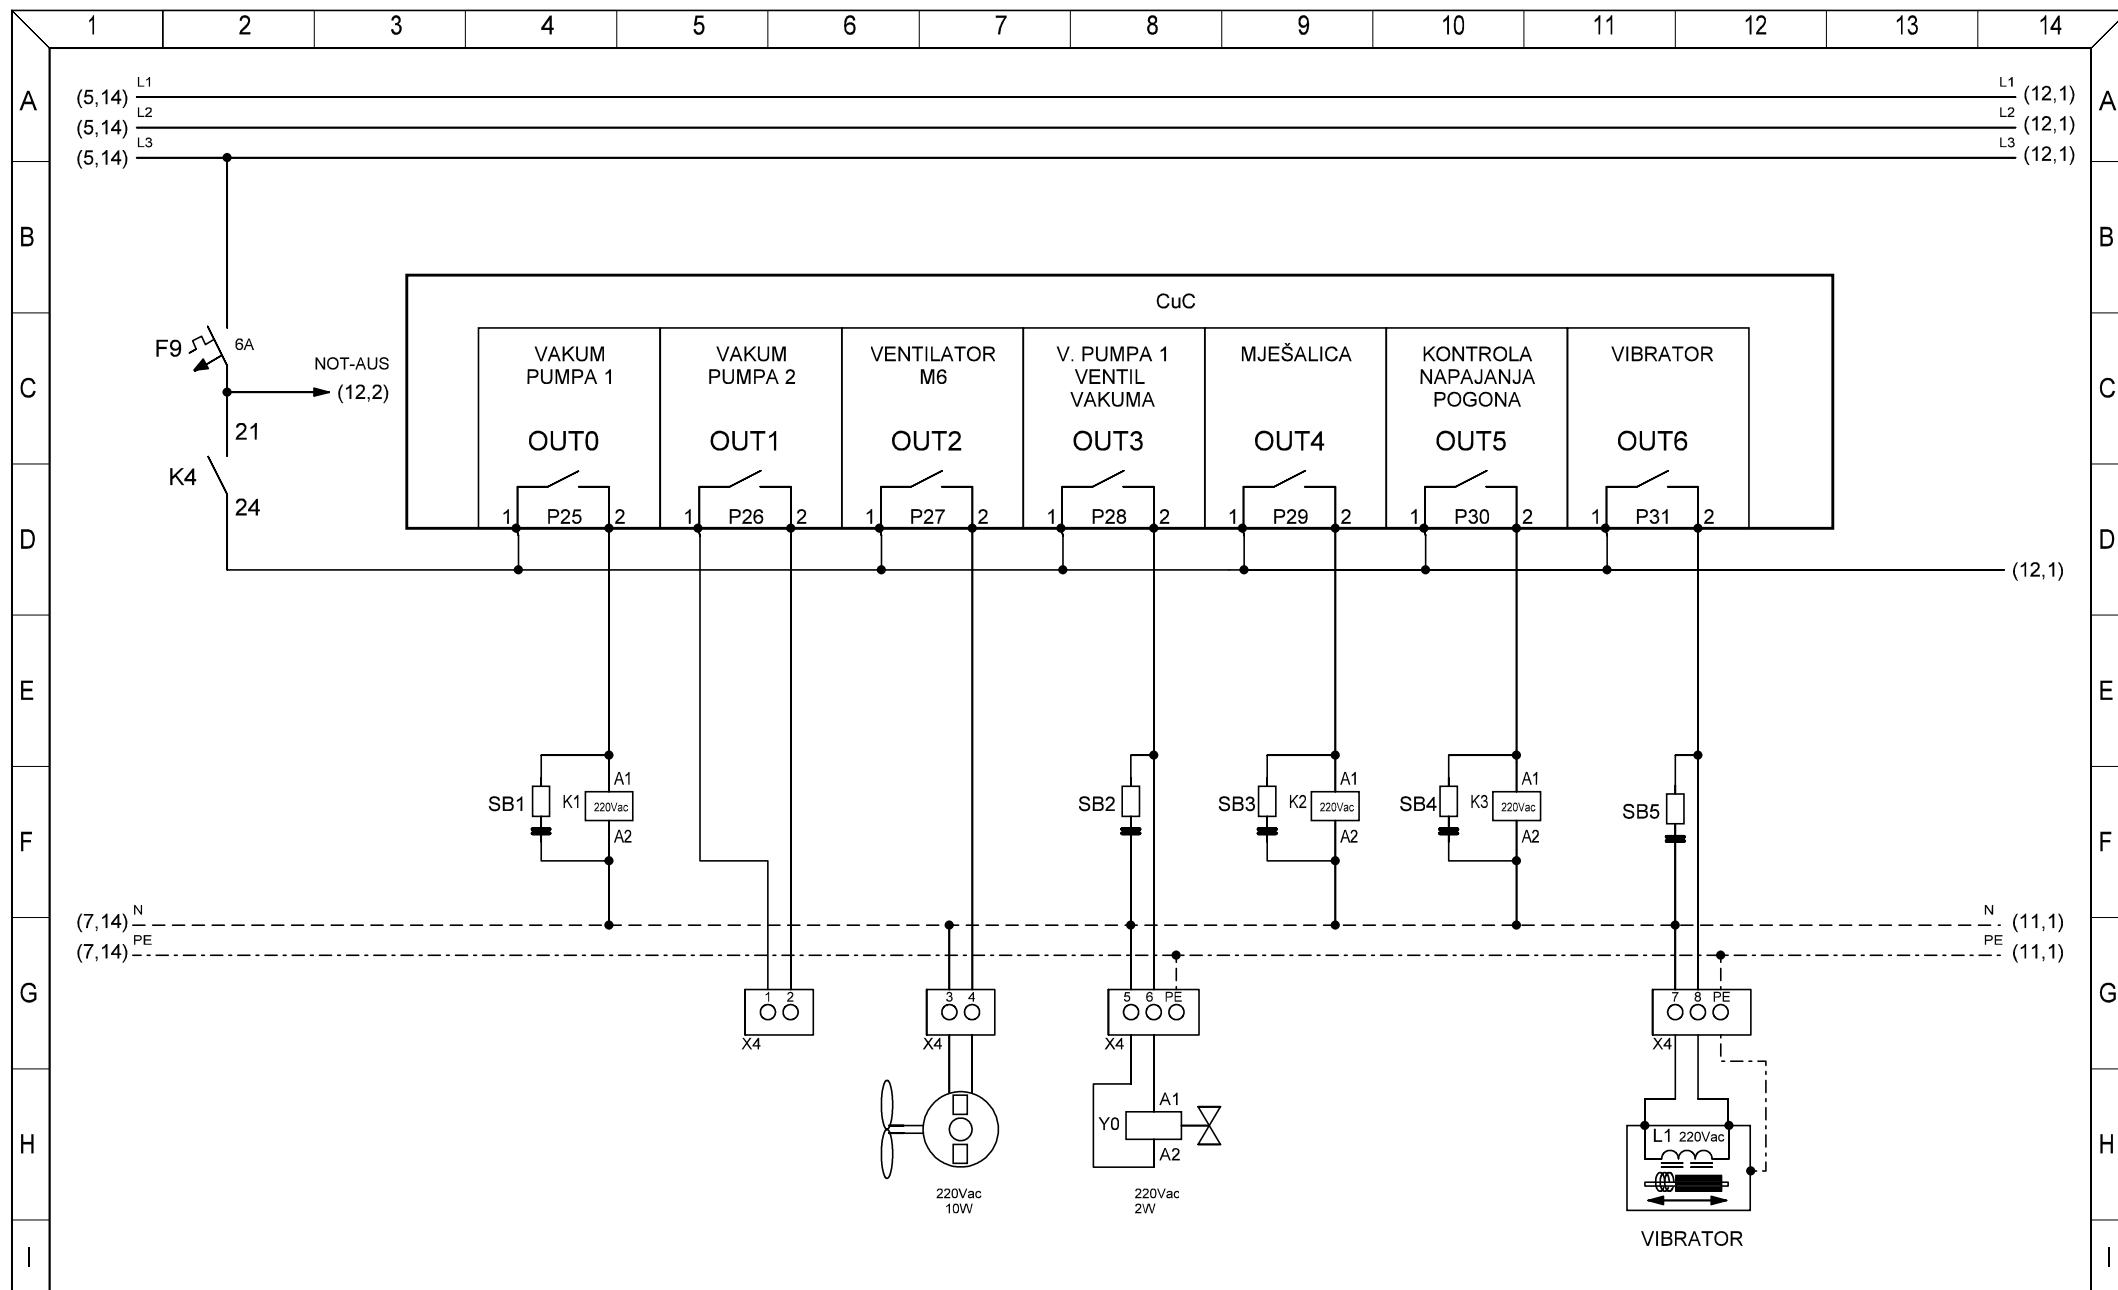 1 2 3 4 5 6 7 8 9 10 11 12 13 14
A A
(5,14) L1 L1 (12,1)
(5,14) L2 L2 (12,1)
(5,14) L3 L3 (12,1)
B B
CuC
F9 6A
NOT-AUS
(12,2)
C C
VAKUM
PUMPA 1
VAKUM
PUMPA 2
VENTILATOR
M6
V. PUMPA 1
VENTIL
VAKUMA
MJEŠALICA
KONTROLA
NAPAJANJA
POGONA
VIBRATOR
21
OUT0 OUT1 OUT2 OUT3 OUT4 OUT5 OUT6
K4
24
1 P25 2 1 P26 2 1 P27 2 1 P28 2 1 P29 2 1 P30 2 1 P31 2
D D
(12,1)
E E
A1 A1 A1
SB1 K1 220Vac SB2 SB3 K2 220Vac SB4 K3 220Vac SB5
A2 A2 A2
F F
(7,14) N N (11,1)
(7,14) PE PE (11,1)
G G
1 2 3 4 5 6 PE 7 8 PE
X4 X4 X4 X4
H H
Y0 A1
A2
L1 220Vac
220Vac
10W
220Vac
2W
VIBRATOR
I I